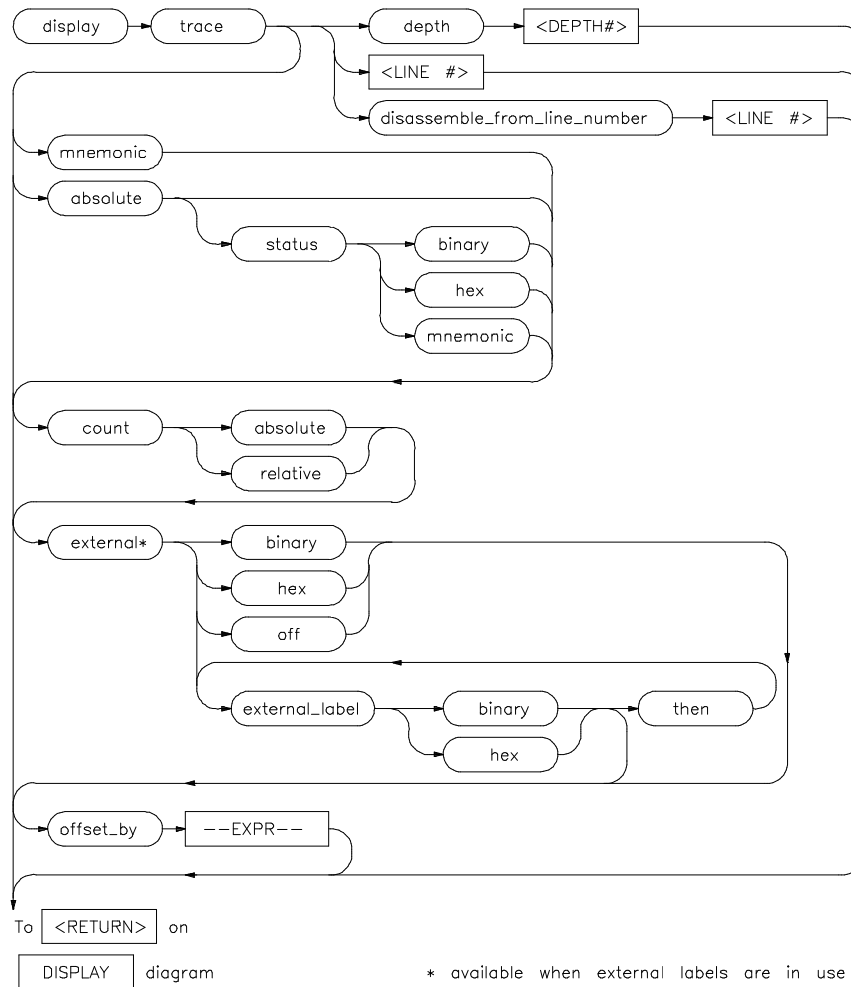 display trace depth <DEPTH#>
<LINE #>
disassemble_from_line_number <LINE #>
mnemonic
absolute
status binary
hex
mnemonic
count absolute
relative
external* binary
hex
off
external_label binary then
hex
offset_by --EXPR--
To <RETURN> on
DISPLAY diagram
* available when external labels are in use